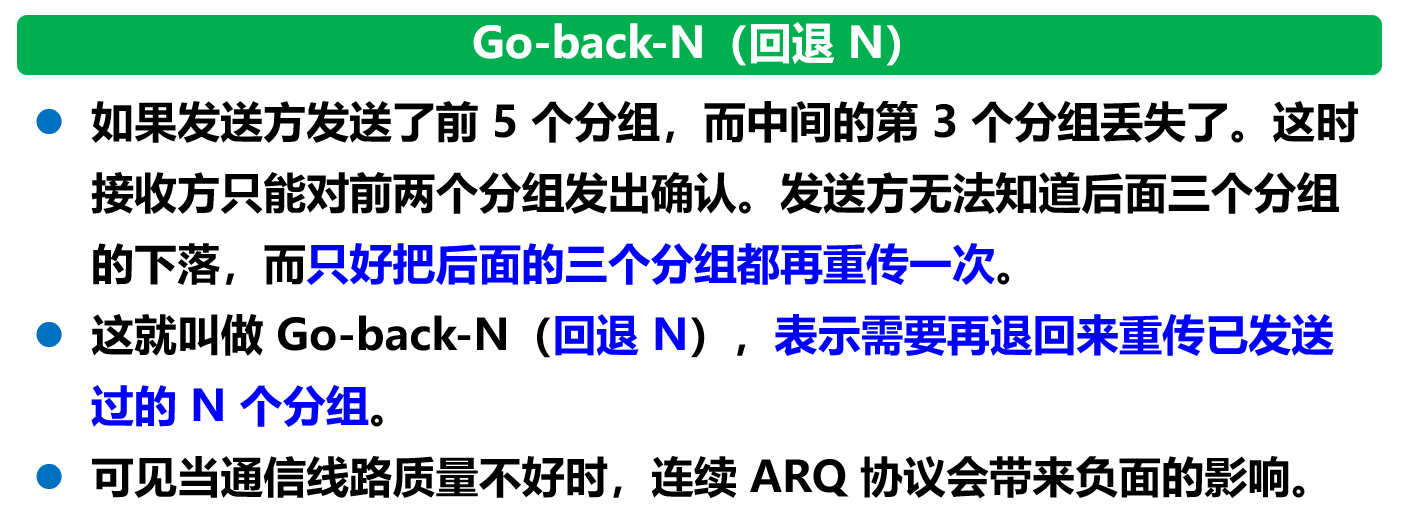 Go-back-N（回退 N）
● 如果发送方发送了前 5 个分组，而中间的第 3 个分组丢失了。这时
接收方只能对前两个分组发出确认。发送方无法知道后面三个分组
的下落，而只好把后面的三个分组都再重传一次。
● 这就叫做 Go-back-N（回退 N），表示需要再退回来重传已发送
过的 N 个分组。
● 可见当通信线路质量不好时，连续 ARQ 协议会带来负面的影响。